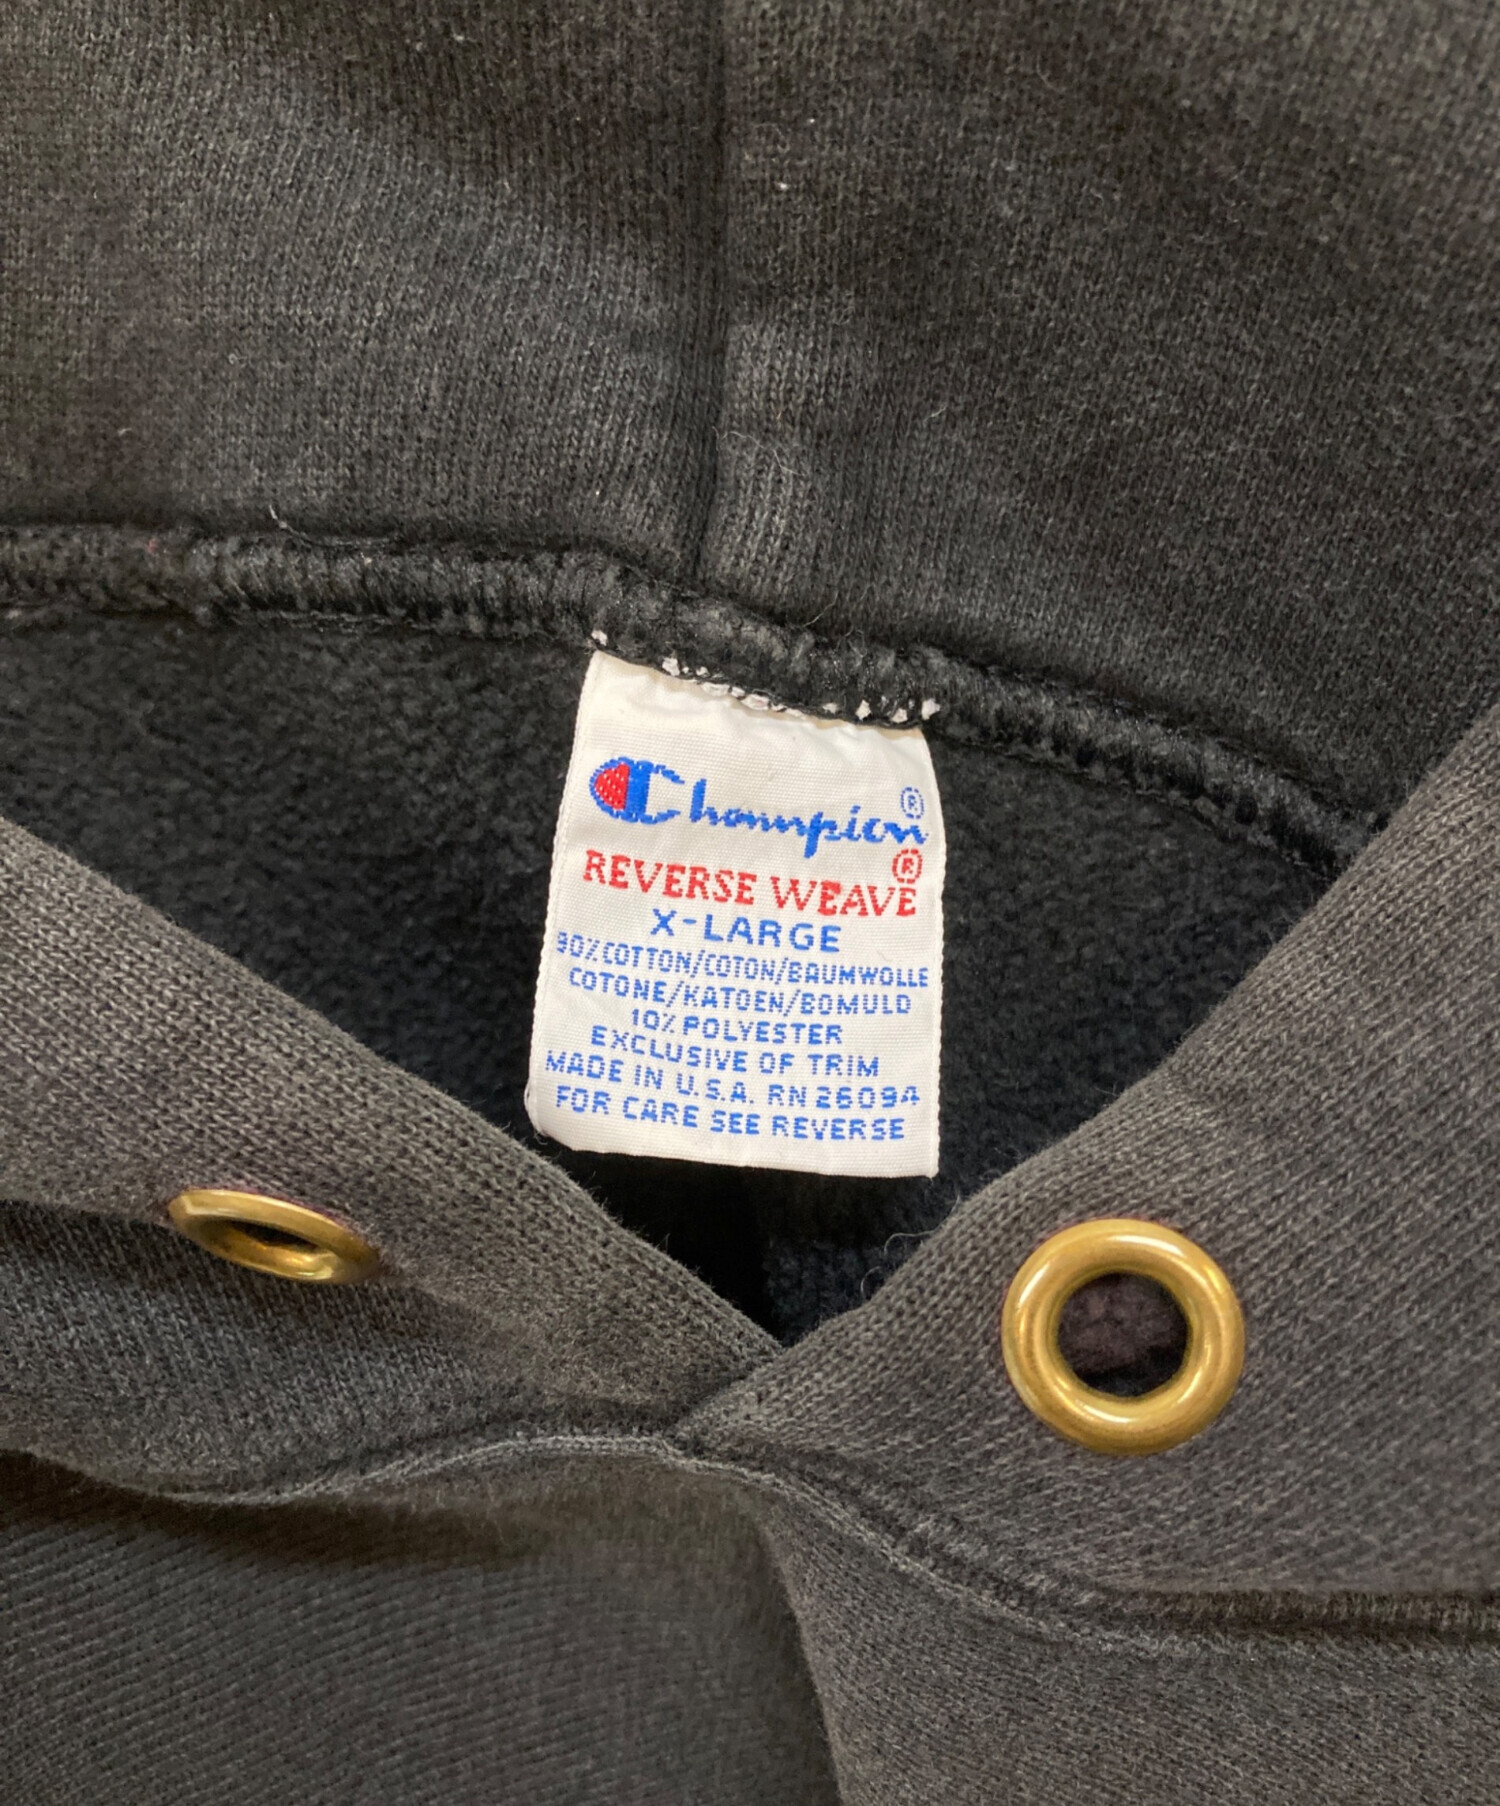 Champion®
REVERSE WEAVE®
X-LARGE
90% COTTON/COTON/BAUMWOLLE
COTONE/KATOEN/BOMULD
10% POLYESTER
EXCLUSIVE OF TRIM
MADE IN U.S.A. RN 26094
FOR CARE SEE REVERSE